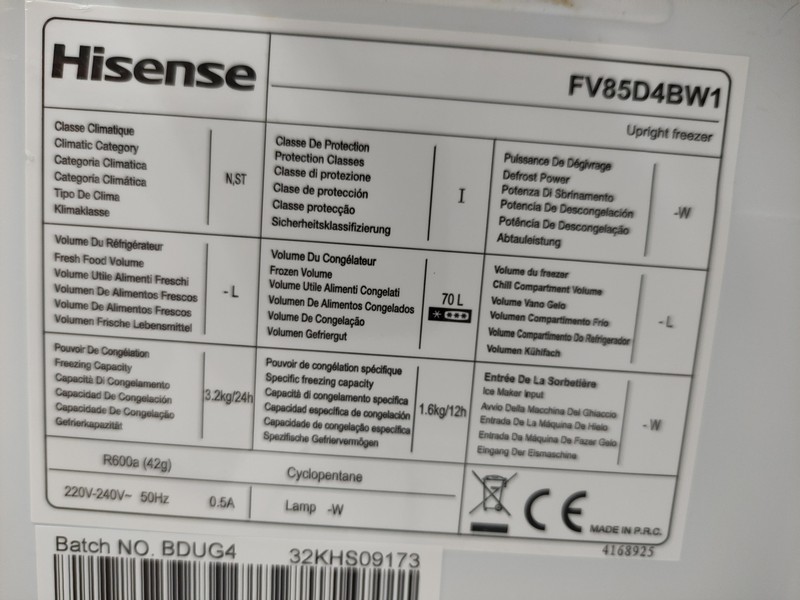 Hisense
FV85D4BW1
Upright freezer
Classe Climatique
Climatic Category
Categoria Climatica
Categoría Climática
Tipo De Clima
Klimaklasse
N,ST
Classe De Protection
Protection Classes
Classe di protezione
Clase de protección
Classe protecção
Sicherheitsklassifizierung
I
Puissance De Dégivrage
Defrost Power
Potenza Di Sbrinamento
Potencia De Descongelación
Potência De Descongelação
Abtauleistung
-W
Volume Du Réfrigérateur
Fresh Food Volume
Volume Utile Alimenti Freschi
Volumen De Alimentos Frescos
Volume De Alimentos Frescos
Volumen Frische Lebensmittel
- L
Volume Du Congélateur
Frozen Volume
Volume Utile Alimenti Congelati
Volumen De Alimentos Congelados
Volume De Congelação
Volumen Gefriergut
70 L
Volume du freezer
Chill Compartment Volume
Volume Vano Gelo
Volumen Compartimento Frio
Volume Compartimento Do Refrigerador
Volumen Kühlfach
- L
Pouvoir De Congélation
Freezing Capacity
Capacità Di Congelamento
Capacidad De Congelación
Capacidade De Congelação
Gefrierkapazität
3.2kg/24h
Pouvoir de congélation spécifique
Specific freezing capacity
Capacità di congelamento specifica
Capacidad específica de congelación
Capacidade de congelação específica
Spezifische Gefriervermögen
1.6kg/12h
Entrée De La Sorbetière
Ice Maker Input
Avvio Della Macchina Del Ghiaccio
Entrada De La Máquina De Hielo
Entrada De Máquina De Fazer Gelo
Eingang Der Eismaschine
- W
R600a (42g)
Cyclopentane
220V-240V~ 50Hz
0.5A
Lamp -W
CE
MADE IN P.R.C.
4168925
Batch NO. BDUG4
32KHS09173